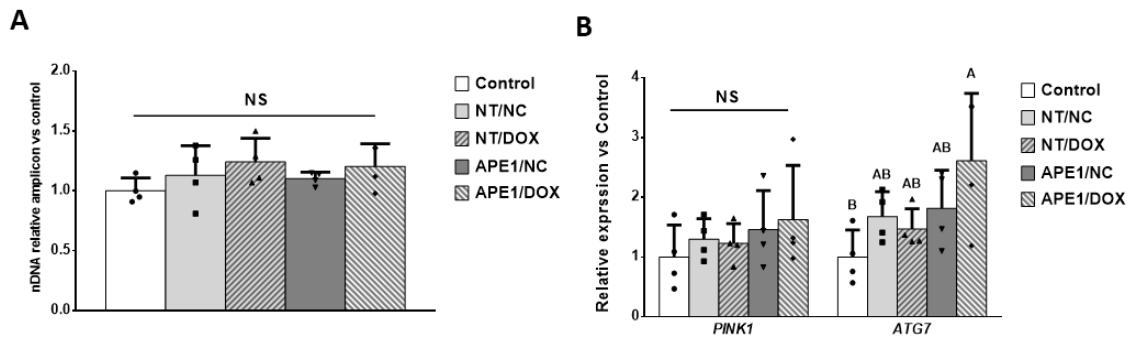 A
nDNA relative amplicon vs control
2.0
1.5
1.0
0.5
0.0
NS
Control
NT/NC
NT/DOX
APE1/NC
APE1/DOX
B
Relative exprssion vs Control
4
3
2
1
0
NS
B
AB
AB
AB
A
PINK1
ATG7
Control
NT/NC
NT/DOX
APE1/NC
APE1/DOX